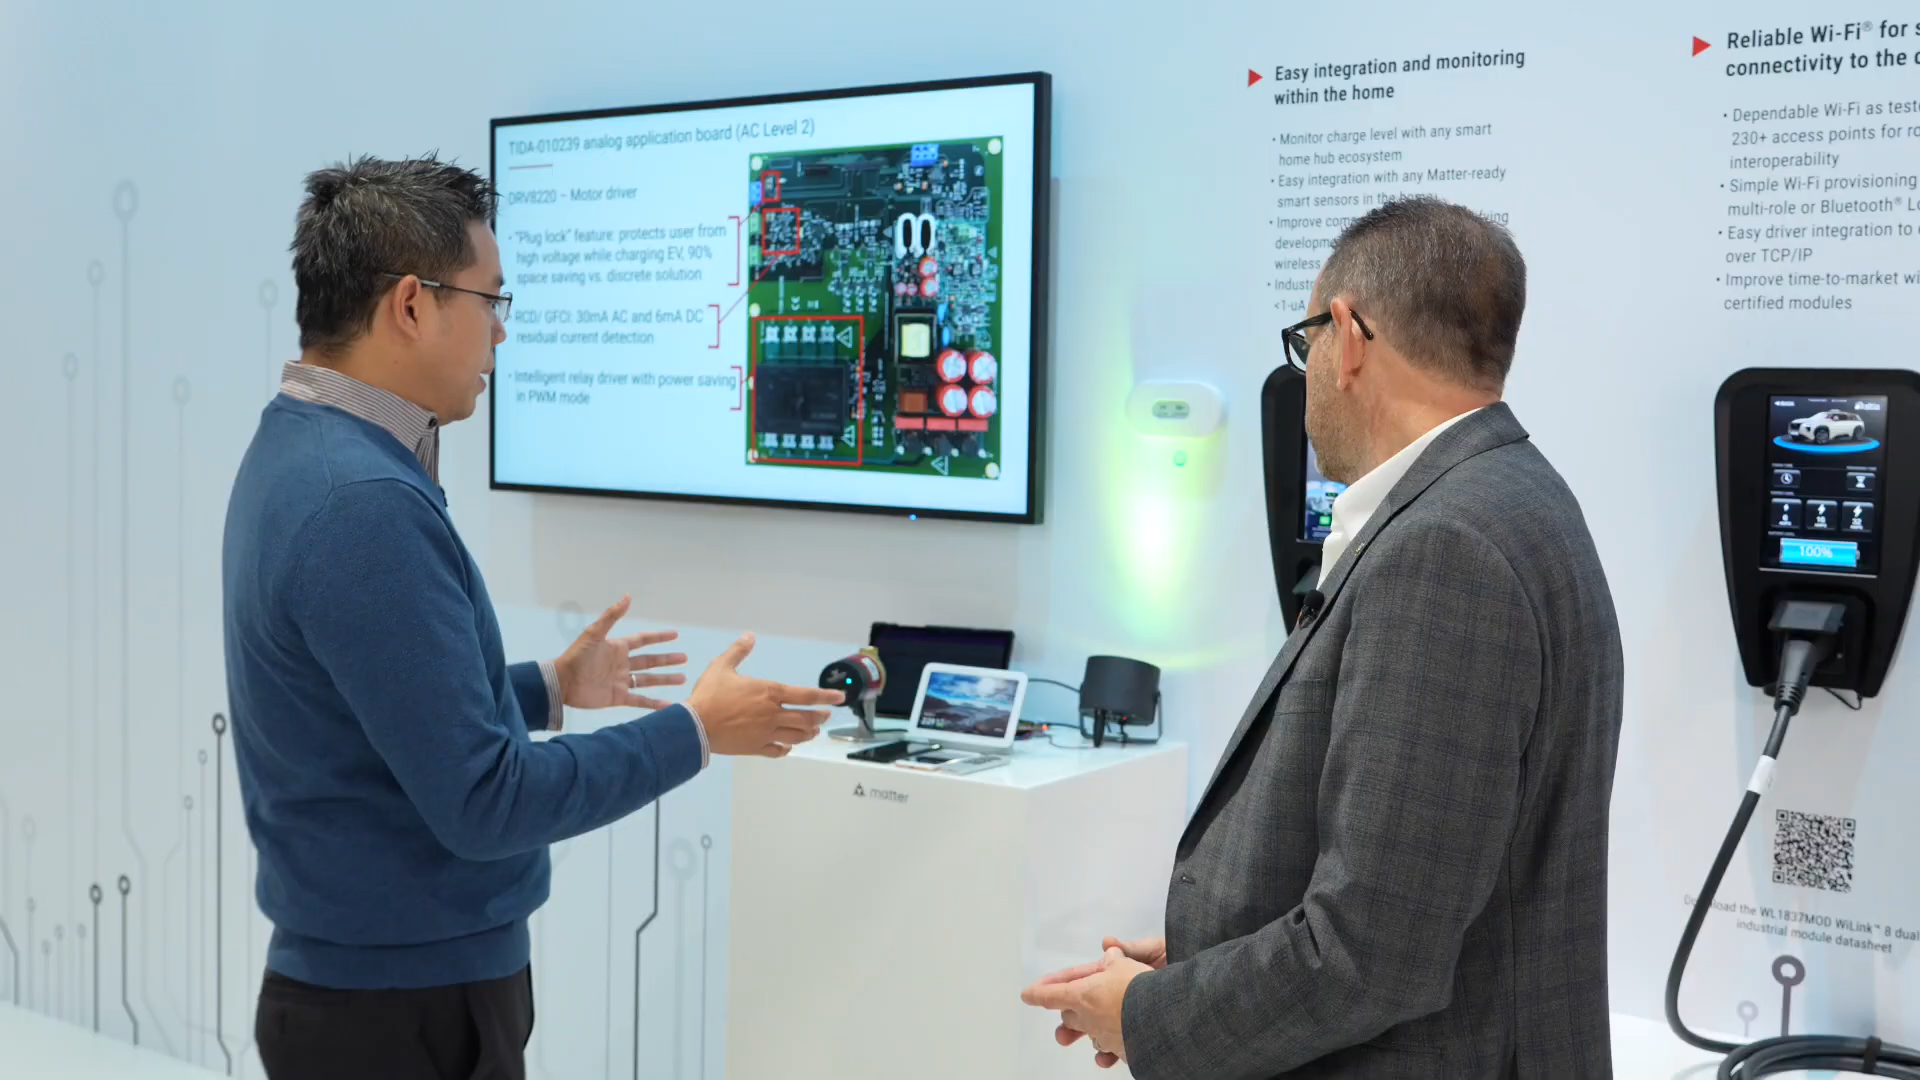 TIDA-010239 analog application board (AC Level 2)
DRV8220 – Motor driver
• "Plug lock" feature: protects user from
high voltage while charging EV, 90%
space saving vs. discrete solution
RCD/ GFCI: 30mA AC and 6mA DC
residual current detection
• Intelligent relay driver with power saving
in PWM mode
Easy integration and monitoring
within the home
• Monitor charge level with any smart
home hub ecosystem
• Easy integration with any Matter-ready
smart sensors in the home
• Improve
wireless
<1-uA
Reliable Wi-Fi® for
connectivity to the
• Dependable Wi-Fi as
230+ access points for
interoperability
• Simple Wi-Fi provisioning
multi-role or Bluetooth®
• Easy driver integration to
over TCP/IP
• Improve time-to-market
certified modules
100%
matter
the WL1837MOD WiLink™ 8 dual
industrial module datasheet